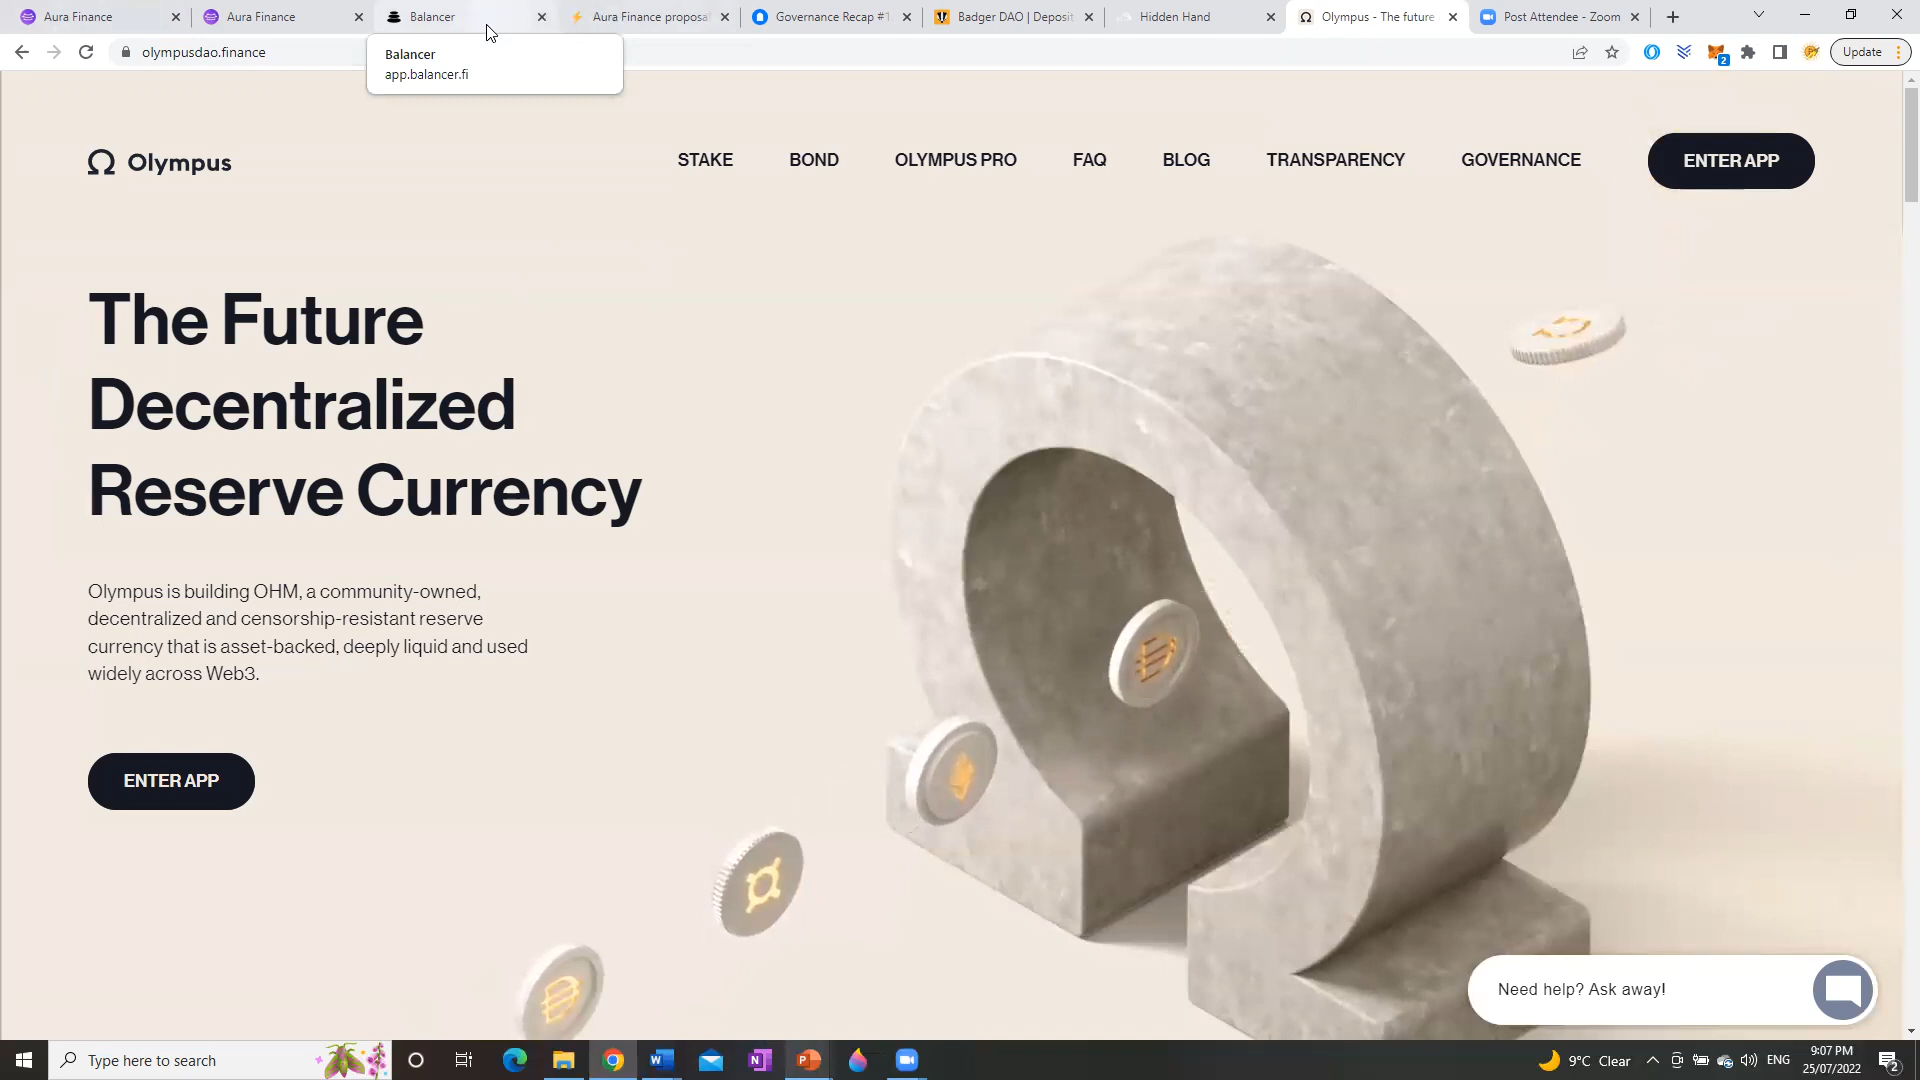 Aura Finance
Aura Finance
Balancer
Aura Finance proposal
Governance Recap #1
Badger DAO | Deposit
Hidden Hand
Olympus - The future
Post Attendee - Zoom
olympusdao.finance
Update
2
Balancer
app.balancer.fi
Olympus
STAKE
BOND
OLYMPUS PRO
FAQ
BLOG
TRANSPARENCY
GOVERNANCE
ENTER APP
The Future
Decentralized
Reserve Currency
Olympus is building OHM, a community-owned,
decentralized and censorship-resistant reserve
currency that is asset-backed, deeply liquid and used
widely across Web3.
ENTER APP
Need help? Ask away!
Type here to search
9°C Clear
ENG
9:07 PM
25/07/2022
2